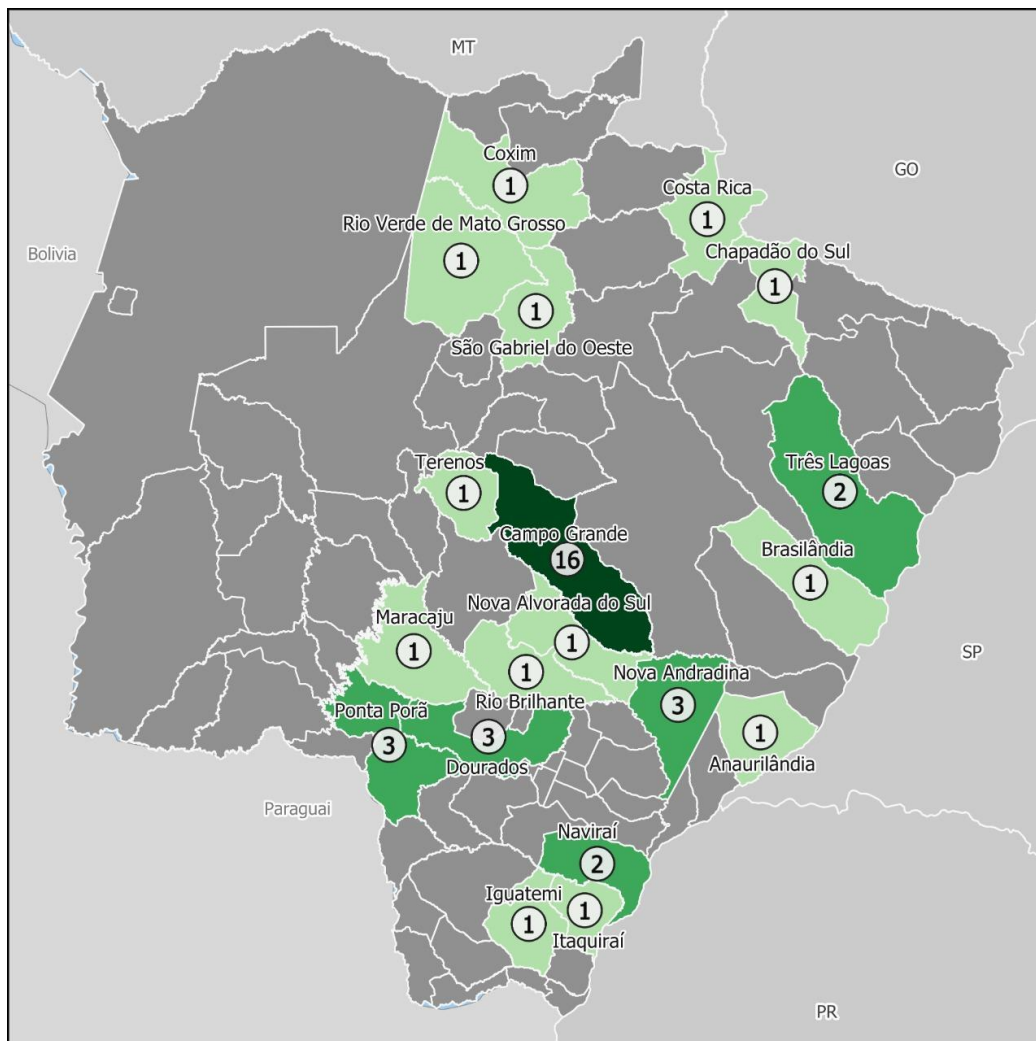 MT
Coxim
1
Costa Rica
1
GO
Rio Verde de Mato Grosso
1
Bolivia
Chapadão do Sul
1
1
São Gabriel do Oeste
Terenos
1
Três Lagoas
2
Campo Grande
16
Brasilândia
1
Nova Alvorada do Sul
1
Maracaju
1
SP
Nova Andradina
3
1
Rio Brilhante
Ponta Porã
3
3
Dourados
1
Anaurilândia
Paraguai
Naviraí
2
Iguatemi
1
1
Itaquiraí
PR